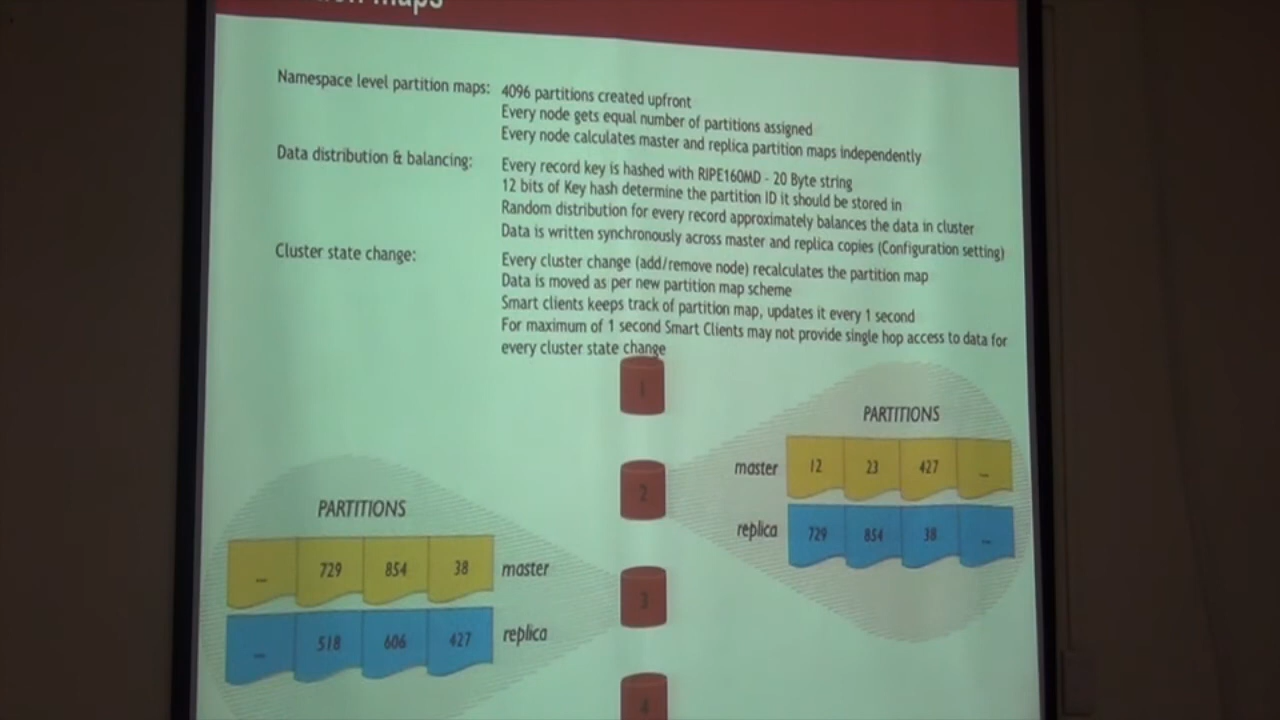 maps
Namespace level partition maps: 4096 partitions created upfront
Every node gets equal number of partitions assigned
Every node calculates master and replica partition maps independently
Data distribution & balancing: Every record key is hashed with RIPE160MD - 20 Byte string
12 bits of Key hash determine the partition ID it should be stored in
Random distribution for every record approximately balances the data in cluster
Data is written synchronously across master and replica copies (Configuration setting)
Cluster state change: Every cluster change (add/remove node) recalculates the partition map
Data is moved as per new partition map scheme
Smart clients keeps track of partition map, updates it every 1 second
For maximum of 1 second Smart Clients may not provide single hop access to data for
every cluster state change
1
PARTITIONS
master 12 23 427 _
2
replica 729 854 38 _
PARTITIONS
_ 729 854 38 master
3
_ 518 606 427 replica
4